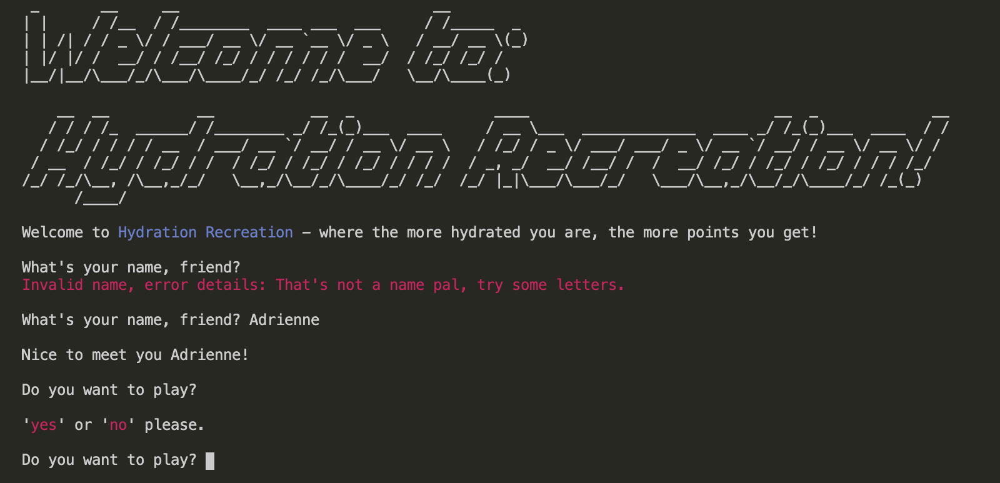 Welcome to:
Hydration Recreation!
Welcome to Hydration Recreation – where the more hydrated you are, the more points you get!
What's your name, friend?
Invalid name, error details: That's not a name pal, try some letters.
What's your name, friend? Adrienne
Nice to meet you Adrienne!
Do you want to play?
'yes' or 'no' please.
Do you want to play?